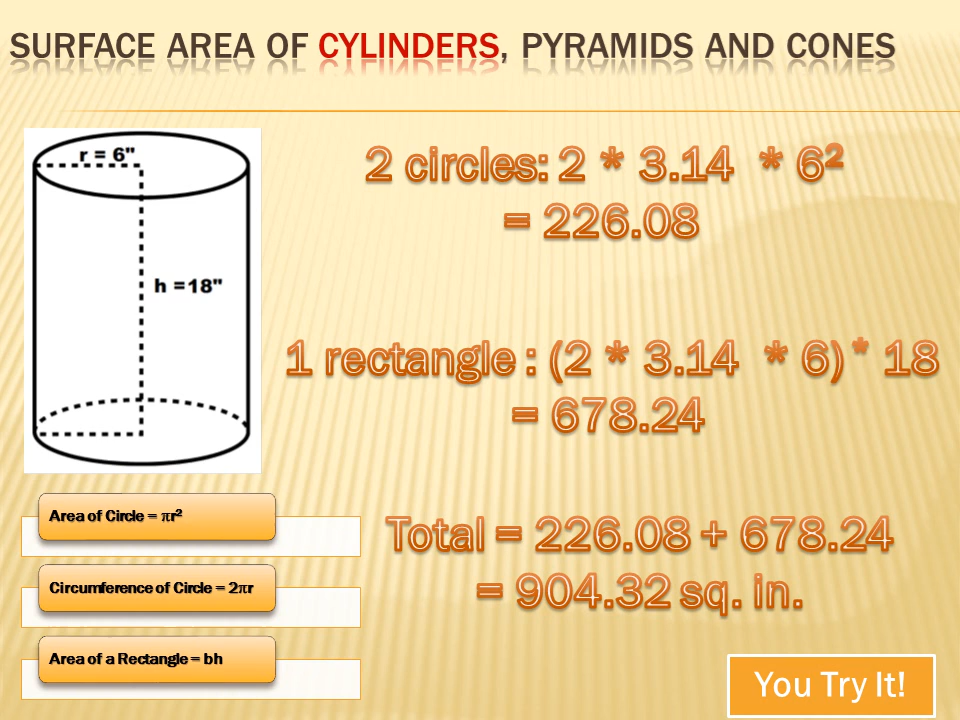 SURFACE AREA OF CYLINDERS, PYRAMIDS AND CONES
r = 6"
h =18"
2 circles: 2 * 3.14 * 6²
= 226.08
1 rectangle : (2 * 3.14 * 6) * 18
= 678.24
Total = 226.08 + 678.24
= 904.32 sq. in.
Area of Circle = πr²
Circumference of Circle = 2πr
Area of a Rectangle = bh
You Try It!